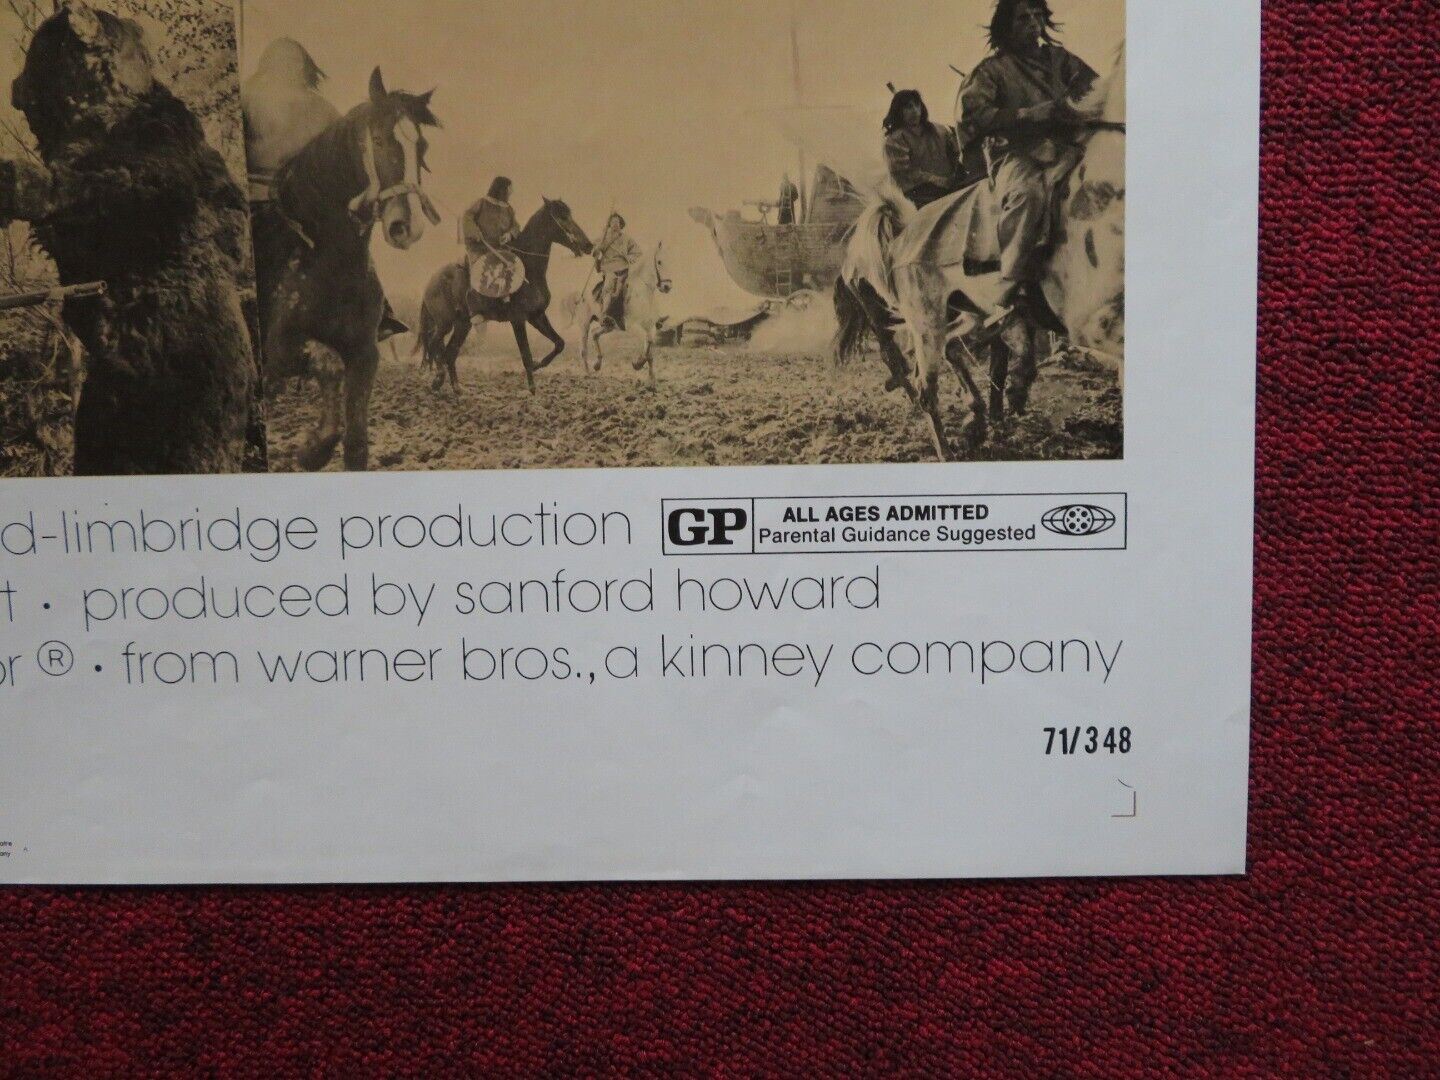 d-limbridge production
GP ALL AGES ADMITTED
Parental Guidance Suggested
t · produced by sanford howard
or ® · from warner bros., a kinney company
71/348